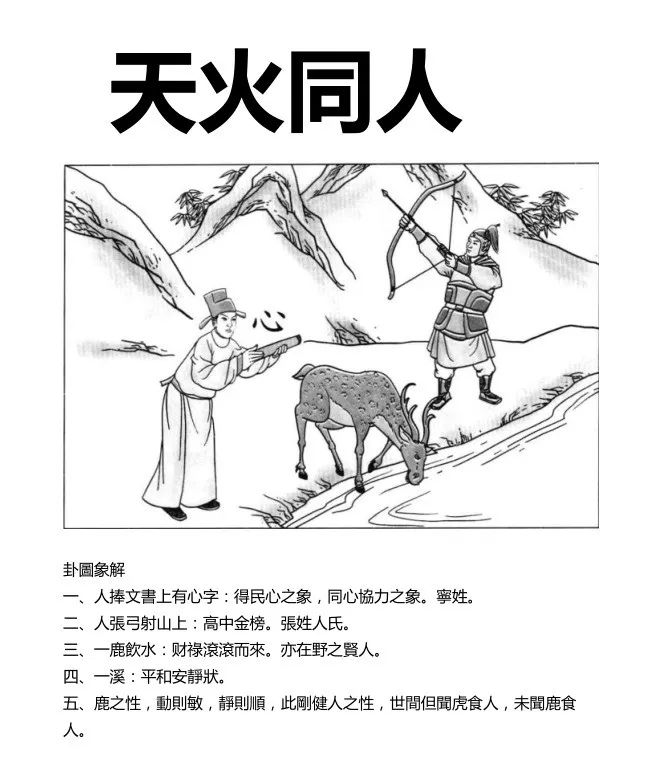 天火同人
心
卦圖象解
一、人捧文書上有心字：得民心之象，同心協力之象。寧姓。
二、人張弓射山上：高中金榜。張姓人氏。
三、一鹿飲水：财祿滾滾而來。亦在野之賢人。
四、一溪：平和安靜狀。
五、鹿之性，動則敏，靜則順，此剛健人之性，世間但聞虎食人，未聞鹿食
人。